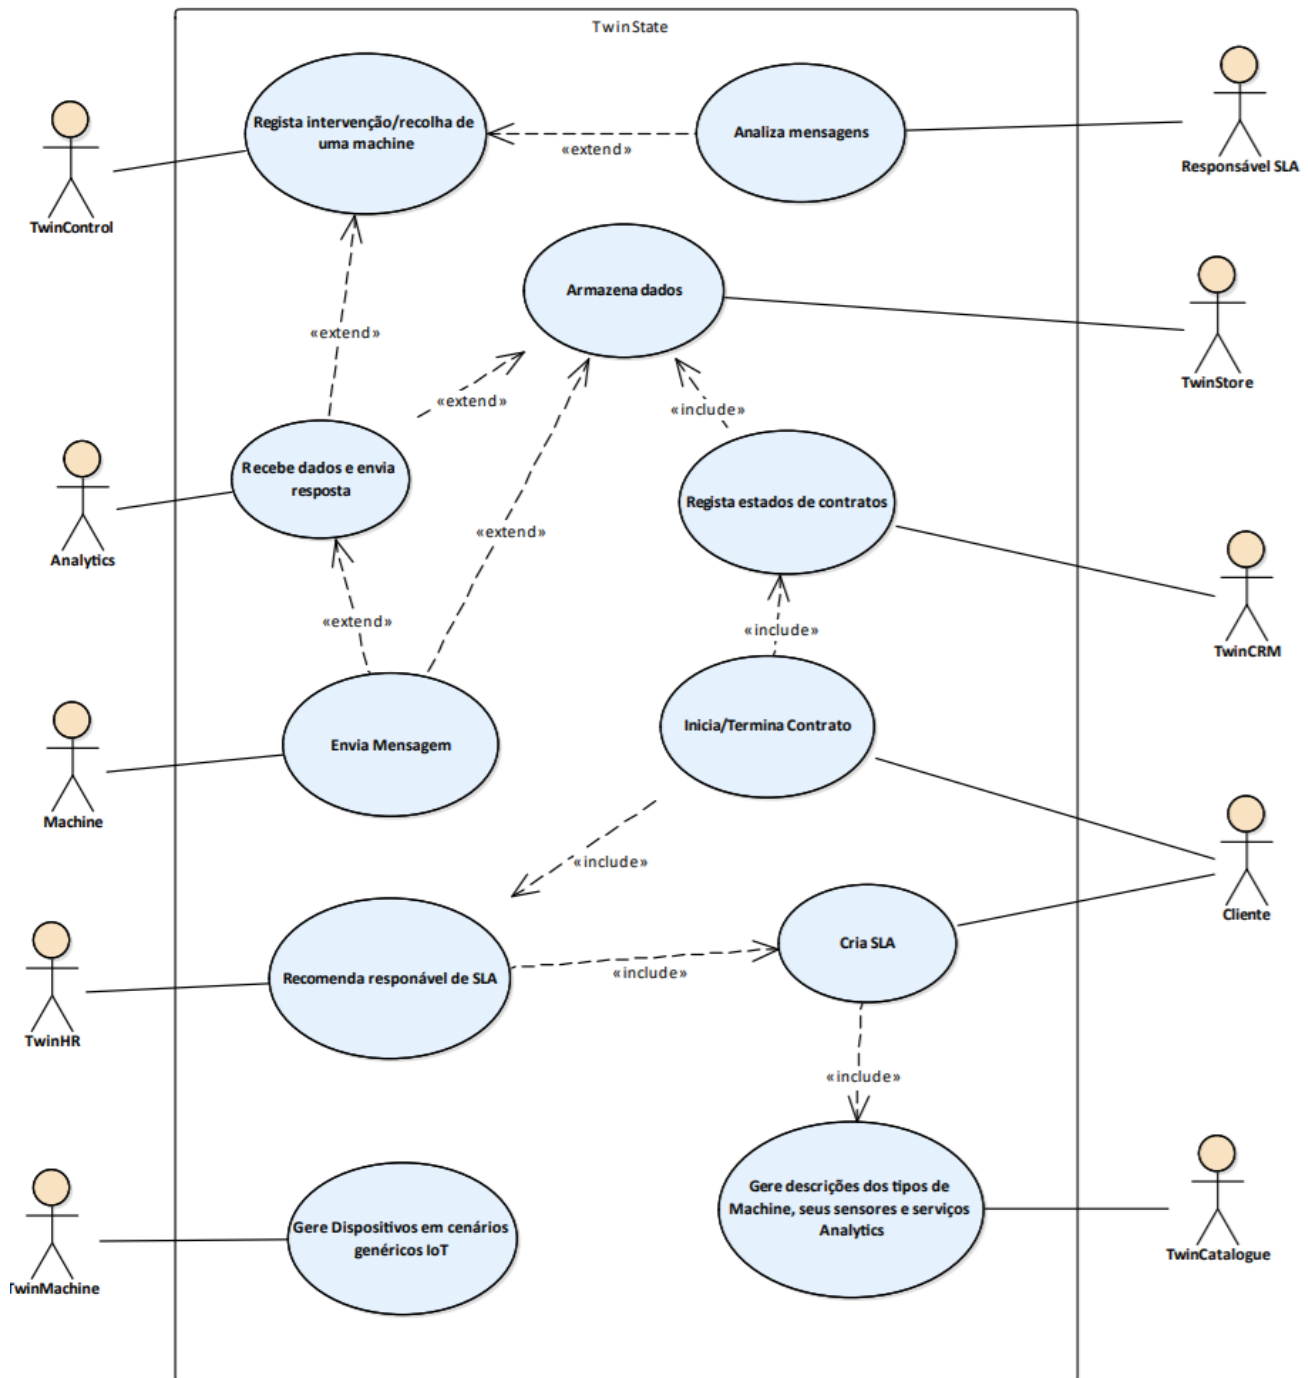 TwinState
Regista intervenção/recolha de
uma machine
Analiza mensagens
«extend»
Responsável SLA
TwinControl
Armazena dados
«extend»
TwinStore
«extend»
«include»
Recebe dados e envia
resposta
Regista estados de contratos
«extend»
Analytics
«extend»
«include»
TwinCRM
Inicia/Termina Contrato
Envia Mensagem
Machine
«include»
Cliente
Cria SLA
Recomenda responável de SLA
«include»
TwinHR
«include»
Gere descrições dos tipos de
Machine, seus sensores e serviços
Analytics
Gere Dispositivos em cenários
genéricos IoT
TwinCatalogue
TwinMachine